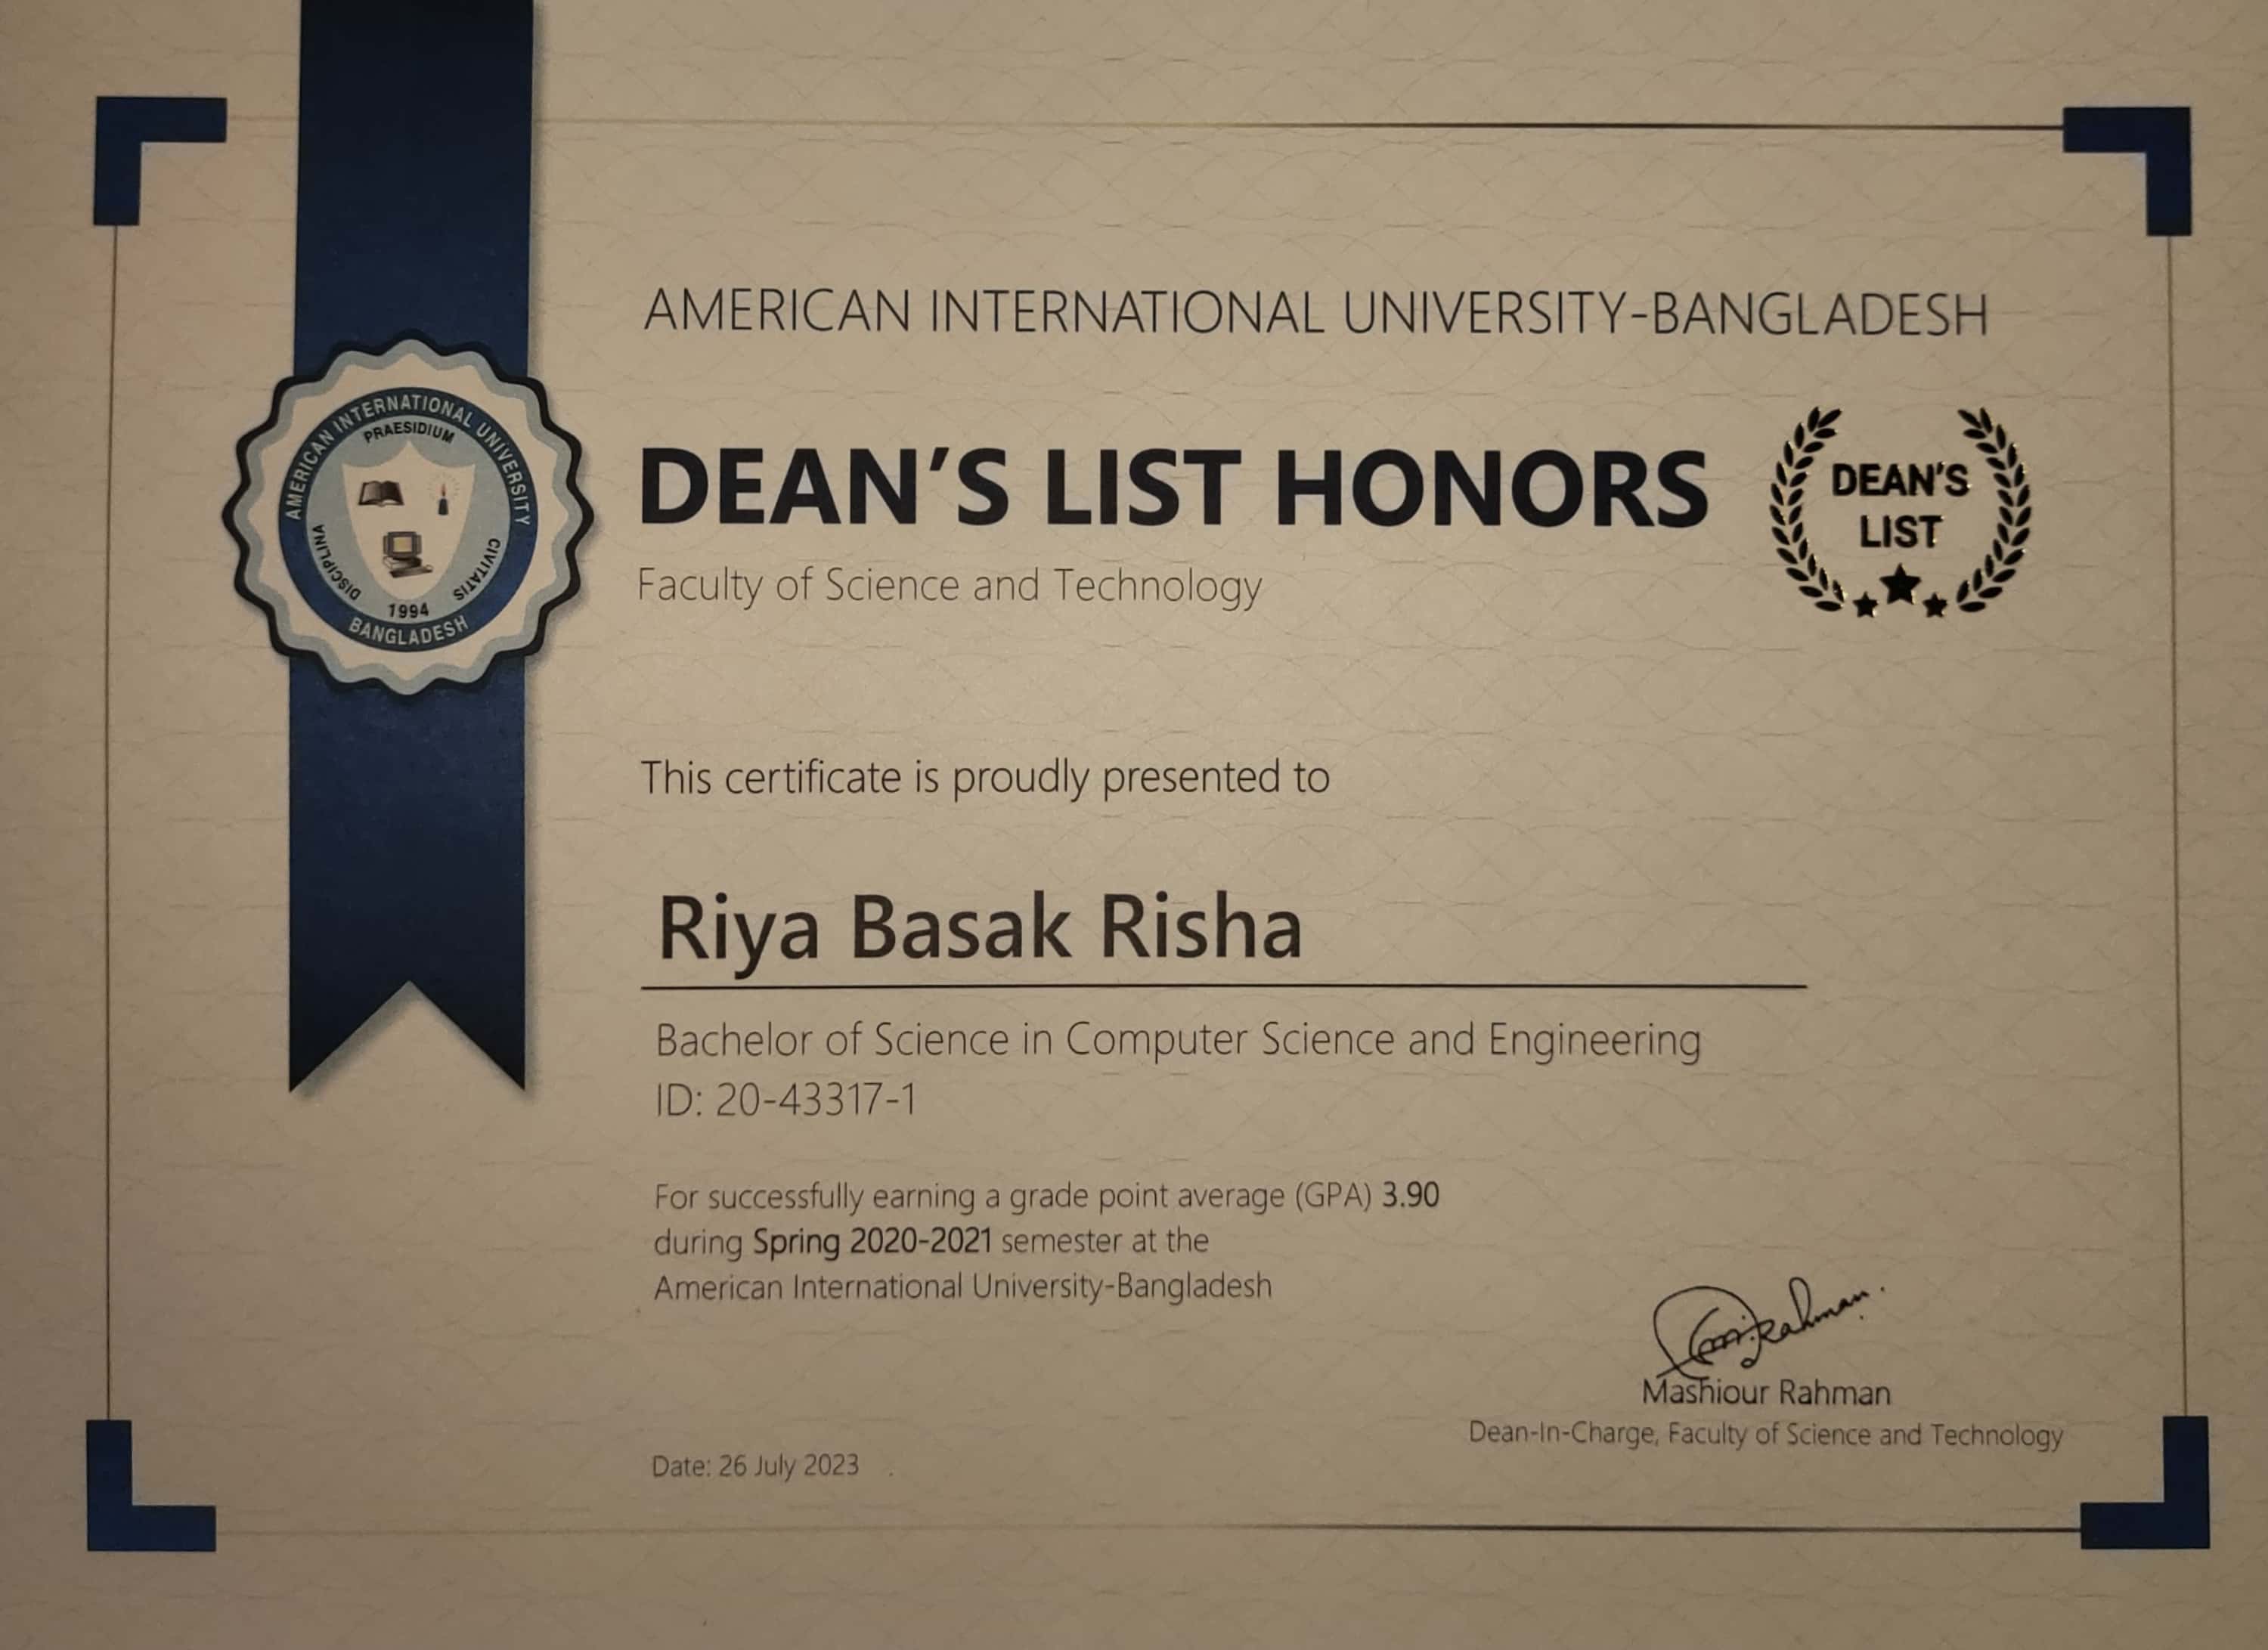 AMERICAN INTERNATIONAL UNIVERSITY-BANGLADESH
DEAN'S LIST HONORS
DEAN'S
LIST
Faculty of Science and Technology
AMERICAN INTERNATIONAL UNIVERSITY
PRAESIDIUM
DISCIPLINA
CIVITATIS
1994
BANGLADESH
This certificate is proudly presented to
Riya Basak Risha
Bachelor of Science in Computer Science and Engineering
ID: 20-43317-1
For successfully earning a grade point average (GPA) 3.90
during Spring 2020-2021 semester at the
American International University-Bangladesh
Mashiour Rahman
Dean-In-Charge, Faculty of Science and Technology
Date: 26 July 2023